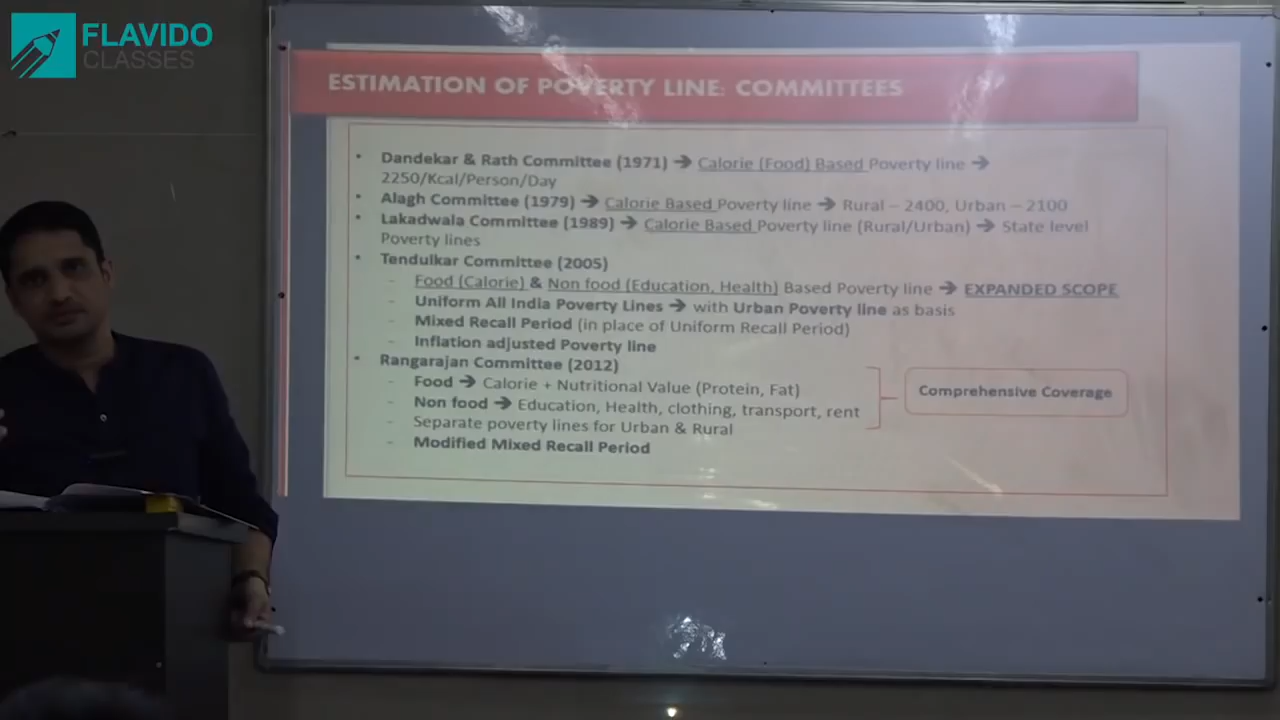 FLAVIDO
CLASSES
ESTIMATION OF POVERTY LINE: COMMITTEES
• Dandekar & Rath Committee (1971) → Calorie (Food) Based Poverty line →
2250/Kcal/Person/Day
• Alagh Committee (1979) → Calorie Based Poverty line → Rural – 2400, Urban – 2100
• Lakadwala Committee (1989) → Calorie Based Poverty line (Rural/Urban) → State level
Poverty lines
• Tendulkar Committee (2005)
- Food (Calorie) & Non food (Education, Health) Based Poverty line → EXPANDED SCOPE
- Uniform All India Poverty Lines → with Urban Poverty line as basis
- Mixed Recall Period (in place of Uniform Recall Period)
- Inflation adjusted Poverty line
• Rangarajan Committee (2012)
- Food → Calorie + Nutritional Value (Protein, Fat)
- Non food → Education, Health, clothing, transport, rent
- Separate poverty lines for Urban & Rural
- Modified Mixed Recall Period
Comprehensive Coverage